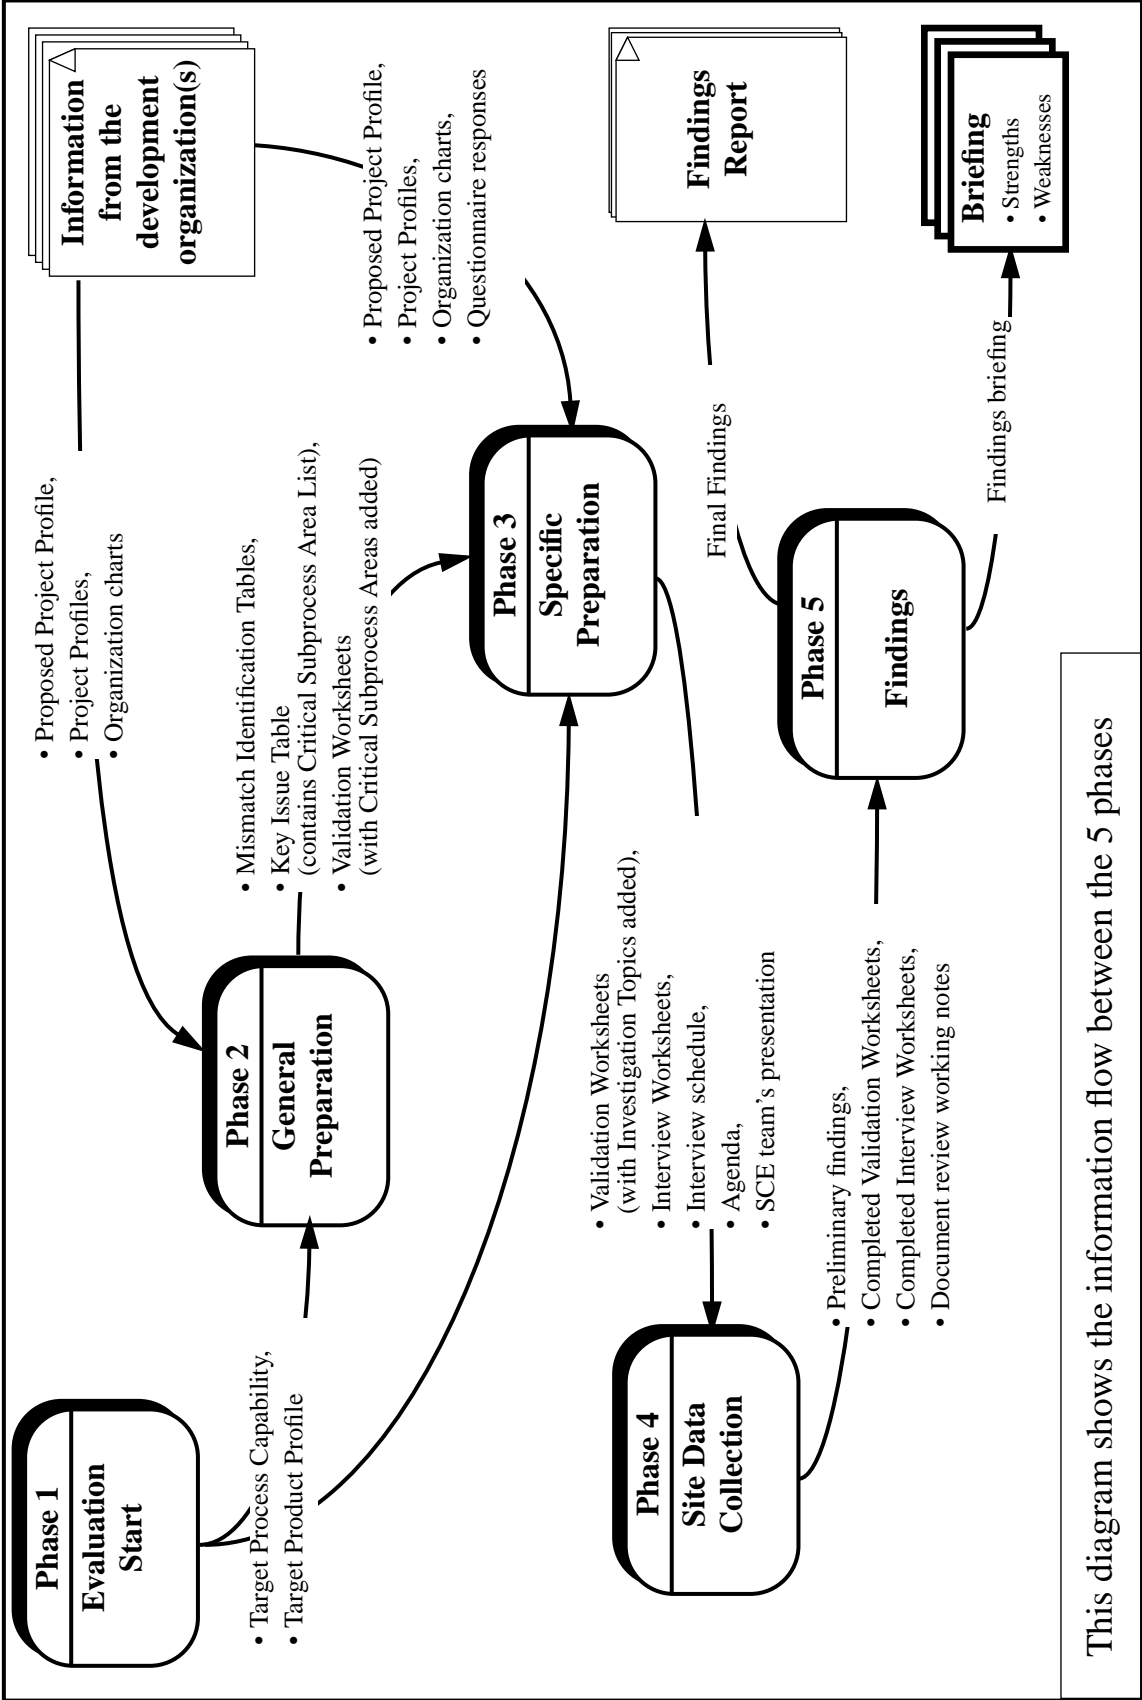 Phase 1
Evaluation
Start
• Target Process Capability,
• Target Product Profile
Phase 2
General
Preparation
• Proposed Project Profile,
• Project Profiles,
• Organization charts
Information
from the
development
organization(s)
• Mismatch Identification Tables,
• Key Issue Table
(contains Critical Subprocess Area List),
• Validation Worksheets
(with Critical Subprocess Areas added)
• Proposed Project Profile,
• Project Profiles,
• Organization charts,
• Questionnaire responses
Phase 3
Specific
Preparation
• Validation Worksheets
(with Investigation Topics added),
• Interview Worksheets,
• Interview schedule,
• Agenda,
• SCE team's presentation
Phase 4
Site Data
Collection
• Preliminary findings,
• Completed Validation Worksheets,
• Completed Interview Worksheets,
• Document review working notes
Phase 5
Findings
Final Findings
Findings
Report
Findings briefing
Briefing
• Strengths
• Weaknesses
This diagram shows the information flow between the 5 phases